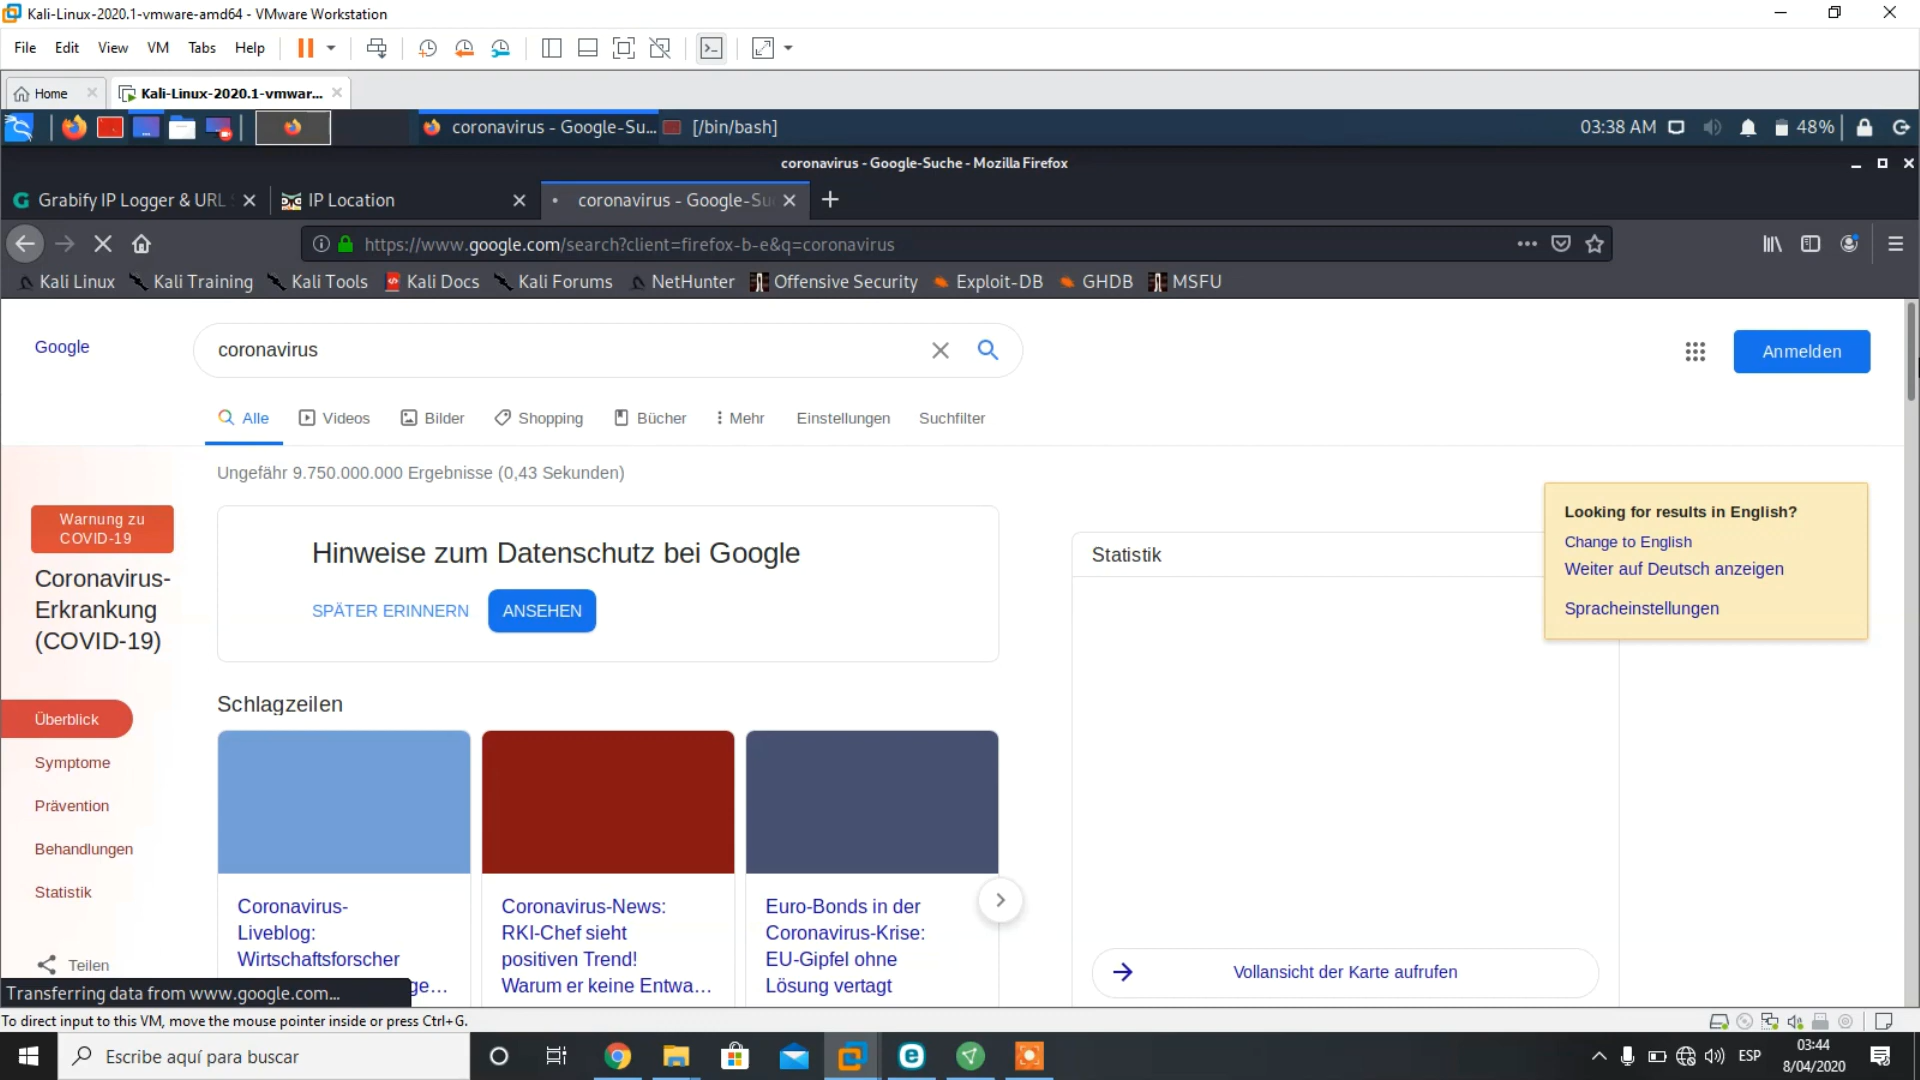 Kali-Linux-2020.1-vmware-amd64 - VMware Workstation
File Edit View VM Tabs Help
Home Kali-Linux-2020.1-vmwar...
coronavirus - Google-Su... [/bin/bash] 03:38 AM 48%
coronavirus - Google-Suche - Mozilla Firefox
Grabify IP Logger & URL IP Location coronavirus - Google-Su
https://www.google.com/search?client=firefox-b-e&q=coronavirus
Kali Linux Kali Training Kali Tools Kali Docs Kali Forums NetHunter Offensive Security Exploit-DB GHDB MSFU
Google coronavirus Anmelden
Alle Videos Bilder Shopping Bücher Mehr Einstellungen Suchfilter
Ungefähr 9.750.000.000 Ergebnisse (0,43 Sekunden)
Warnung zu
COVID-19
Coronavirus-
Erkrankung
(COVID-19)
Überblick
Symptome
Prävention
Behandlungen
Statistik
Teilen
Hinweise zum Datenschutz bei Google
SPÄTER ERINNERN ANSEHEN
Schlagzeilen
Coronavirus-
Liveblog:
Wirtschaftsforscher
ge...
Coronavirus-News:
RKI-Chef sieht
positiven Trend!
Warum er keine Entwa...
Euro-Bonds in der
Coronavirus-Krise:
EU-Gipfel ohne
Lösung vertagt
Statistik
Vollansicht der Karte aufrufen
Looking for results in English?
Change to English
Weiter auf Deutsch anzeigen
Spracheinstellungen
Transferring data from www.google.com...
To direct input to this VM, move the mouse pointer inside or press Ctrl+G.
Escribe aquí para buscar
ESP
03:44
8/04/2020